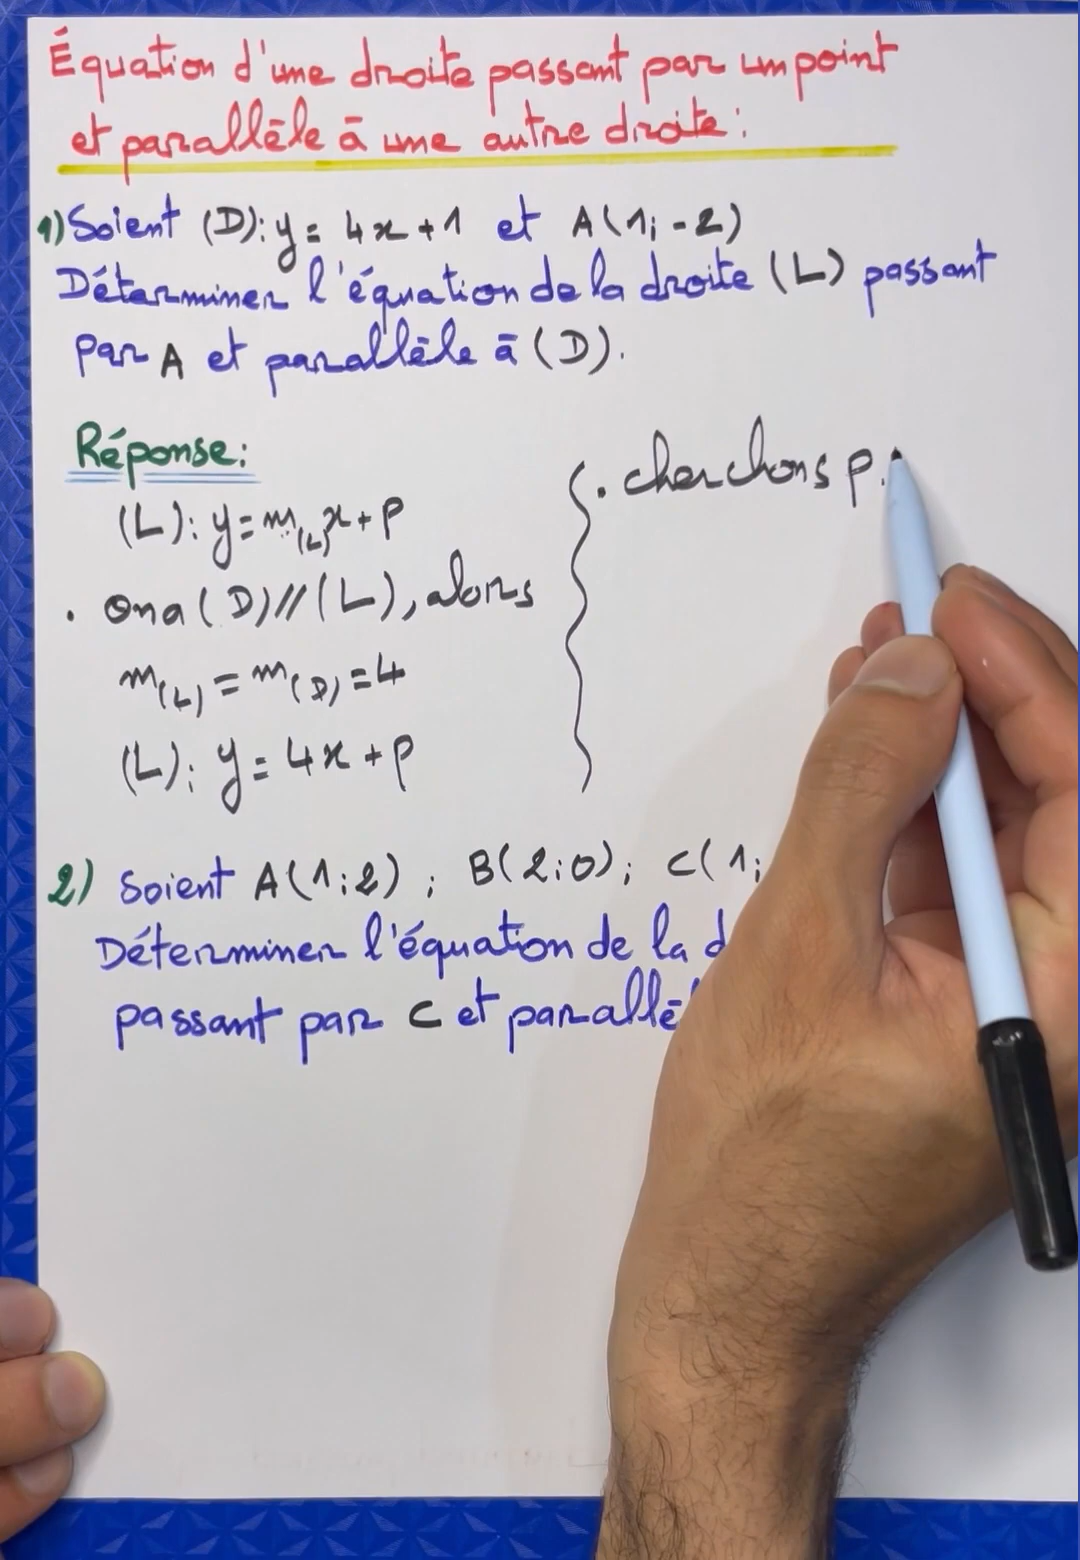 Équation d'une droite passant par un point
et parallèle à une autre droite :
1) Soient (D): y = 4x + 1 et A(1; -2)
Déterminer l'équation de la droite (L) passant
par A et parallèle à (D).
Réponse:
(L): y = m(L)x + p
. On a (D) // (L), alors
m(L) = m(D) = 4
(L): y = 4x + p
. cherchons p:
2) Soient A(1;2) ; B(2;0) ; C(1;
Déterminer l'équation de la d
passant par C et parallè